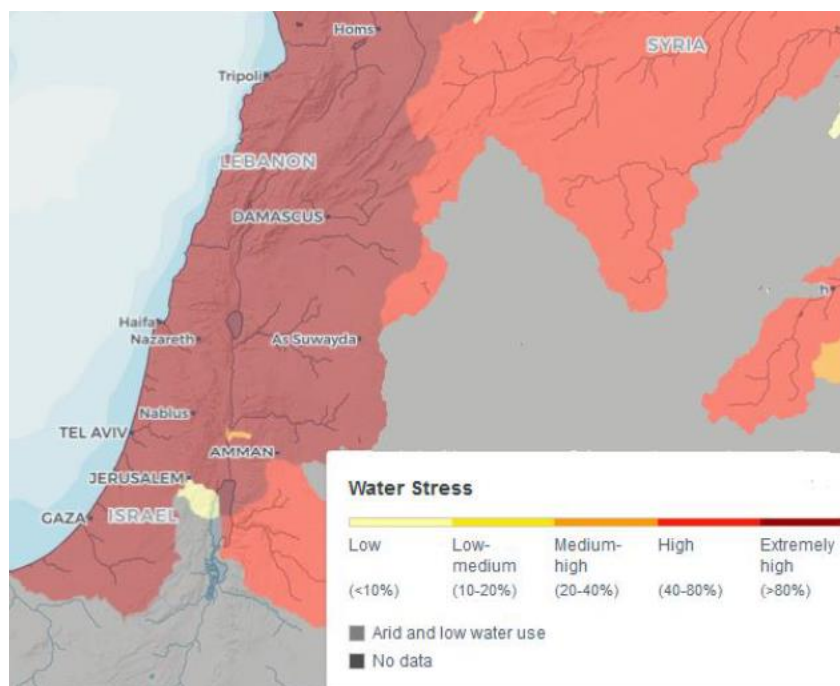 Homs
SYRIA
Tripoli
LEBANON
DAMASCUS
h
Haifa
Nazareth
As Suwayda
Nablus
TEL AVIV
AMMAN
JERUSALEM
GAZA
ISRAEL
Water Stress
Low
Low-
medium
Medium-
high
High
Extremely
high
(<10%)
(10-20%)
(20-40%)
(40-80%)
(>80%)
Arid and low water use
No data